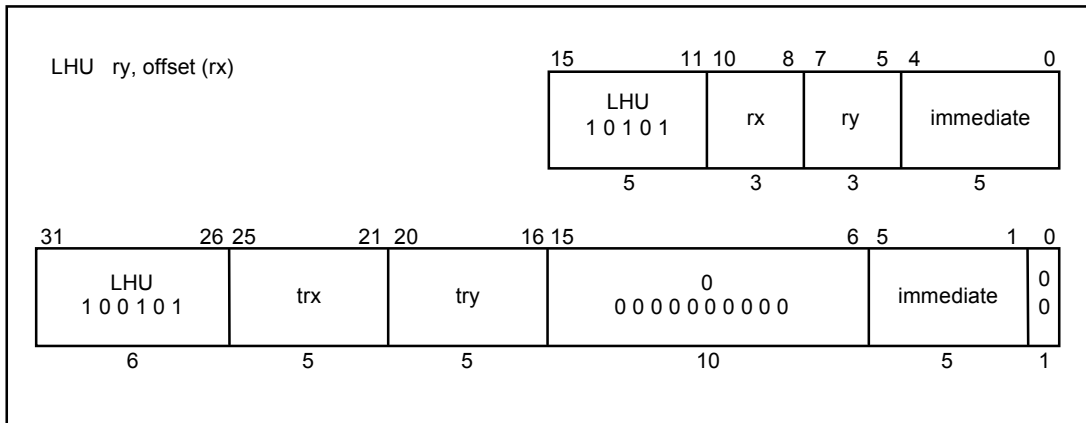 LHU ry, offset (rx)
15 11 10 8 7 5 4 0
LHU
1 0 1 0 1
rx
ry
immediate
5 3 3 5
31 26 25 21 20 16 15 6 5 1 0
LHU
1 0 0 1 0 1
trx
try
0
0 0 0 0 0 0 0 0 0 0
immediate
0
0
6 5 5 10 5 1